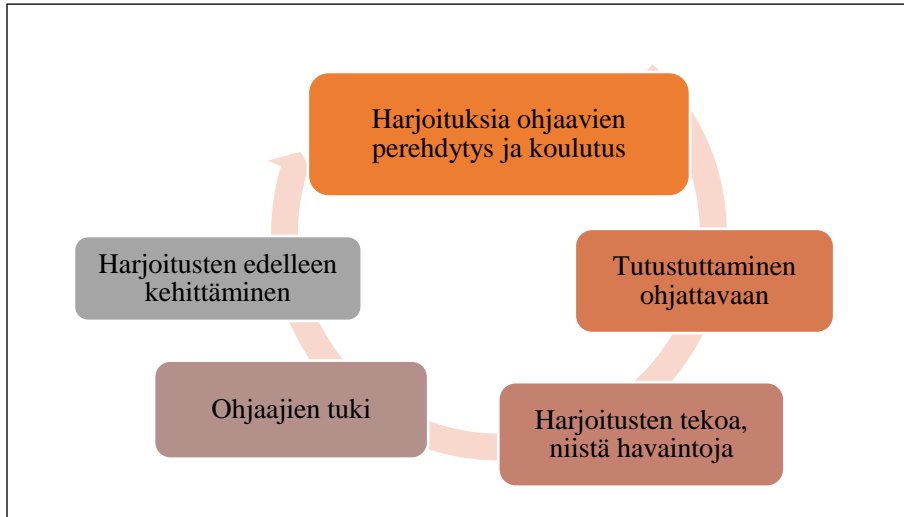 Harjoituksia ohjaavien
perehdytys ja koulutus
Tutustuttaminen
ohjattavaan
Harjoitusten tekoa,
niistä havaintoja
Ohjaajien tuki
Harjoitusten edelleen
kehittäminen